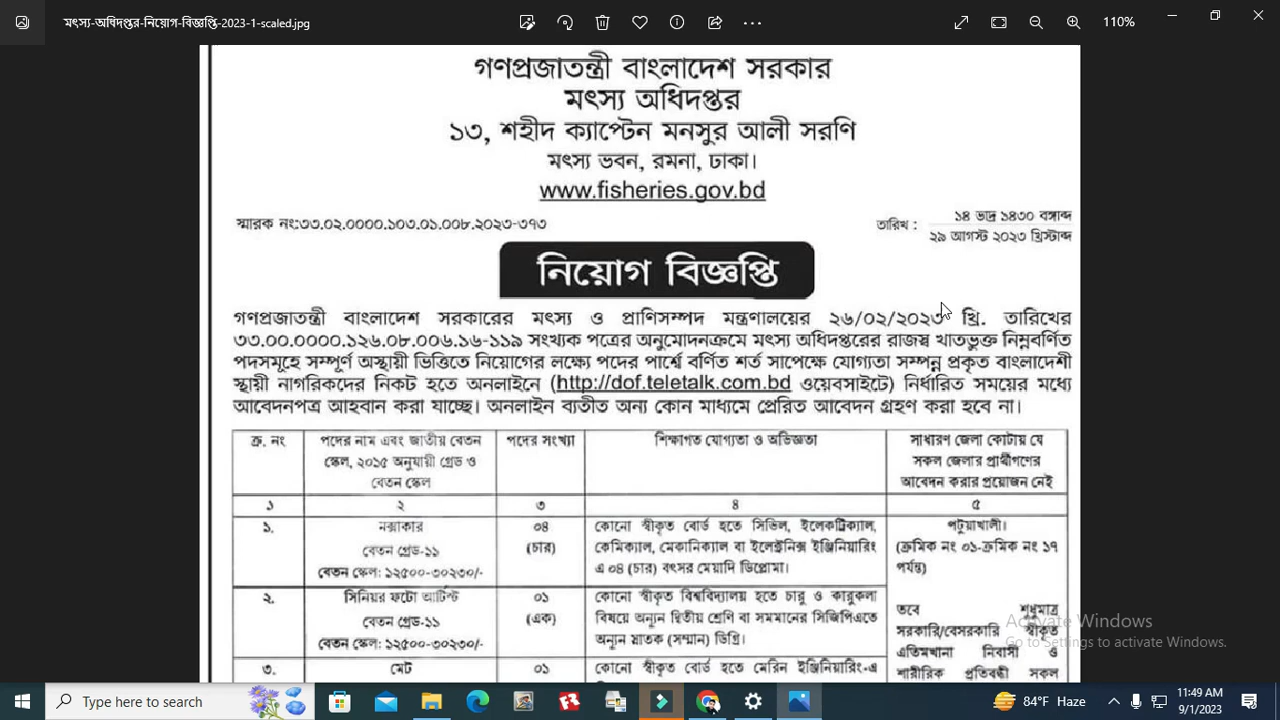 মৎস্য-অধিদপ্তর-নিয়োগ-বিজ্ঞপ্তি-2023-1-scaled.jpg
110%
গণপ্রজাতন্ত্রী বাংলাদেশ সরকার
মৎস্য অধিদপ্তর
১৩, শহীদ ক্যাপ্টেন মনসুর আলী সরণি
মৎস্য ভবন, রমনা, ঢাকা।
www.fisheries.gov.bd
স্মারক নং:৩৩.০২.০০০০.১০৩.০১.০০৮.২০২৩-৩৭৩
তারিখ :
১৪ ভাদ্র ১৪৩০ বঙ্গাব্দ
২৯ আগস্ট ২০২৩ খ্রিস্টাব্দ
নিয়োগ বিজ্ঞপ্তি
গণপ্রজাতন্ত্রী বাংলাদেশ সরকারের মৎস্য ও প্রাণিসম্পদ মন্ত্রণালয়ের ২৬/০২/২০২৩ খ্রি. তারিখের
৩৩.০০.০০০০.১২৬.০৮.০০৬.১৬-১১৯ সংখ্যক পত্রের অনুমোদনক্রমে মৎস্য অধিদপ্তরের রাজস্ব খাতভুক্ত নিম্নবর্ণিত
পদসমূহে সম্পূর্ণ অস্থায়ী ভিত্তিতে নিয়োগের লক্ষ্যে পদের পার্শ্বে বর্ণিত শর্ত সাপেক্ষে যোগ্যতা সম্পন্ন প্রকৃত বাংলাদেশী
স্থায়ী নাগরিকদের নিকট হতে অনলাইনে (http://dof.teletalk.com.bd ওয়েবসাইটে) নির্ধারিত সময়ের মধ্যে
আবেদনপত্র আহবান করা যাচ্ছে। অনলাইন ব্যতীত অন্য কোন মাধ্যমে প্রেরিত আবেদন গ্রহণ করা হবে না।
ক্র. নং
পদের নাম এবং জাতীয় বেতন
স্কেল, ২০১৫ অনুযায়ী গ্রেড ও
বেতন স্কেল
পদের সংখ্যা
শিক্ষাগত যোগ্যতা ও অভিজ্ঞতা
সাধারণ জেলা কোটায় যে
সকল জেলার প্রার্থীগণের
আবেদন করার প্রয়োজন নেই
১ ২ ৩ ৪ ৫
১.
নক্সাকার
বেতন গ্রেড-১১
বেতন স্কেল: ১২৫০০-৩০২৩০/-
০৪
(চার)
কোনো স্বীকৃত বোর্ড হতে সিভিল, ইলেকট্রিক্যাল,
কেমিক্যাল, মেকানিক্যাল বা ইলেক্ট্রনিক্স ইঞ্জিনিয়ারিং
এ ০৪ (চার) বৎসর মেয়াদি ডিপ্লোমা।
পটুয়াখালী।
(ক্রমিক নং ০১-ক্রমিক নং ১৭
পর্যন্ত)
২.
সিনিয়র ফটো আর্টিস্ট
বেতন গ্রেড-১১
বেতন স্কেল: ১২৫০০-৩০২৩০/-
০১
(এক)
কোনো স্বীকৃত বিশ্ববিদ্যালয় হতে চারু ও কারুকলা
বিষয়ে অন্যূন দ্বিতীয় শ্রেণি বা সমমানের সিজিপিএতে
অন্যূন স্নাতক (সম্মান) ডিগ্রি।
তবে শুধুমাত্র
সরকারি/বেসরকারি স্বীকৃত
এতিমখানা নিবাসী ও
শারীরিক প্রতিবন্ধী সকল
৩.
মেট
০১
কোনো স্বীকৃত বোর্ড হতে মেরিন ইঞ্জিনিয়ারিং-এ
Activate Windows
Go to Settings to activate Windows.
Type here to search
84°F Haze
11:49 AM
9/1/2023